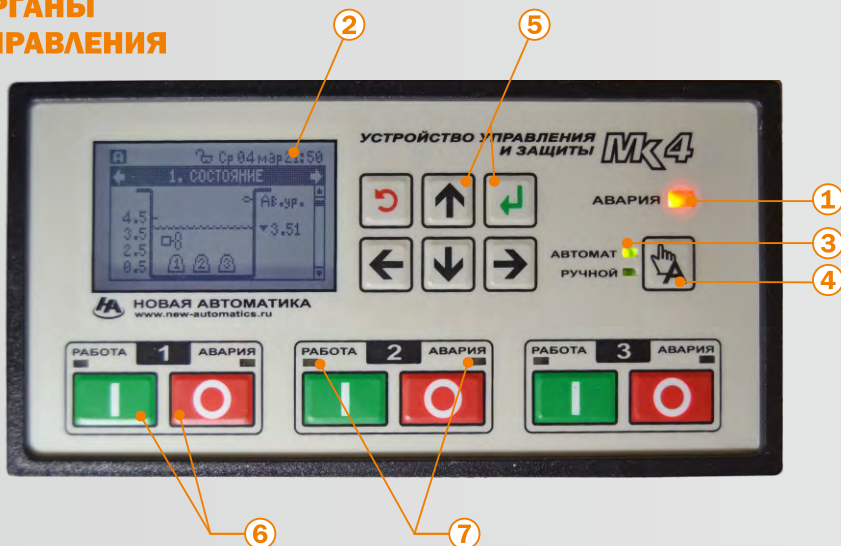 РГАНЫ
ПРАВЛЕНИЯ
2
5
УСТРОЙСТВО УПРАВЛЕНИЯ
И ЗАЩИТЫ МК4
Ср 04 мар 21:50
1. СОСТОЯНИЕ
Ав.ур.
4.5
3.5
2.5
0.5
3.51
1 2 3
АВАРИЯ
1
АВТОМАТ
3
РУЧНОЙ
A
4
НА НОВАЯ АВТОМАТИКА
www.new-automatics.ru
РАБОТА 1 АВАРИЯ
I O
РАБОТА 2 АВАРИЯ
I O
РАБОТА 3 АВАРИЯ
I O
6
7